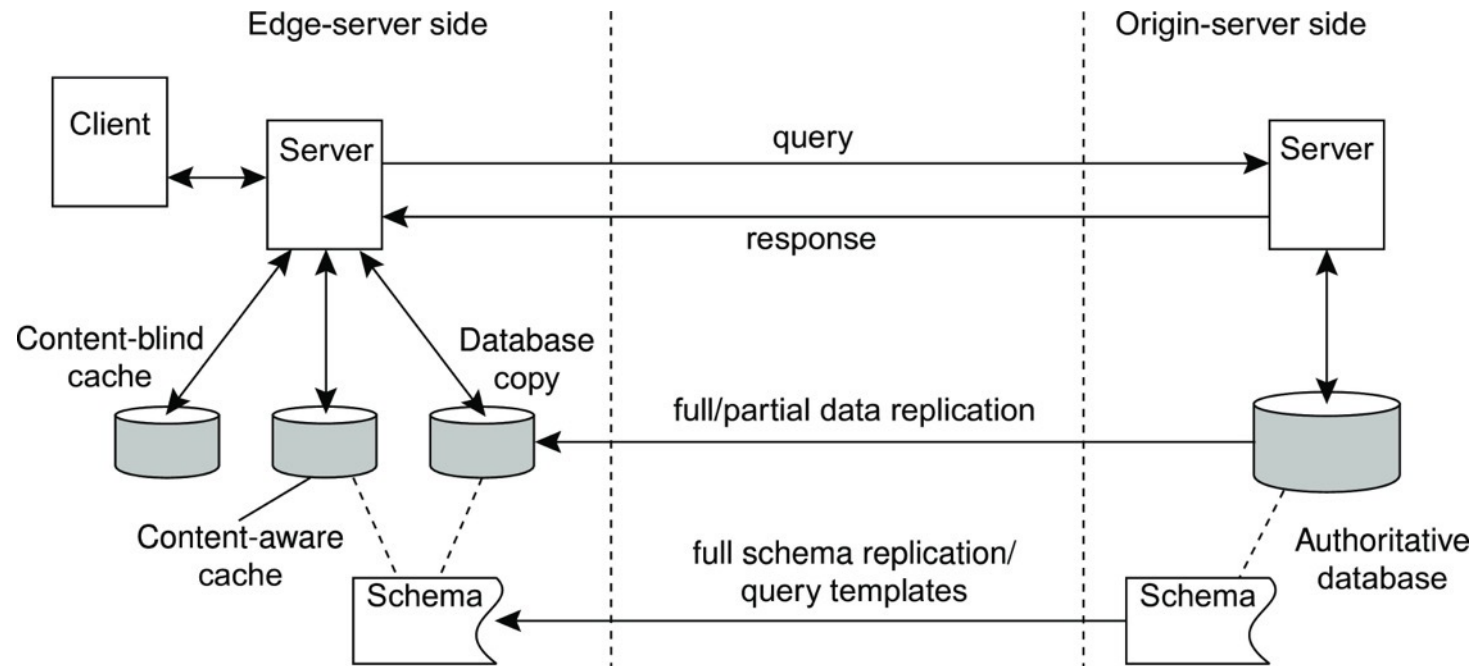 Edge-server side
Origin-server side
Client
Server
query
Server
response
Content-blind
cache
Database
copy
full/partial data replication
Content-aware
cache
full schema replication/
query templates
Authoritative
database
Schema
Schema